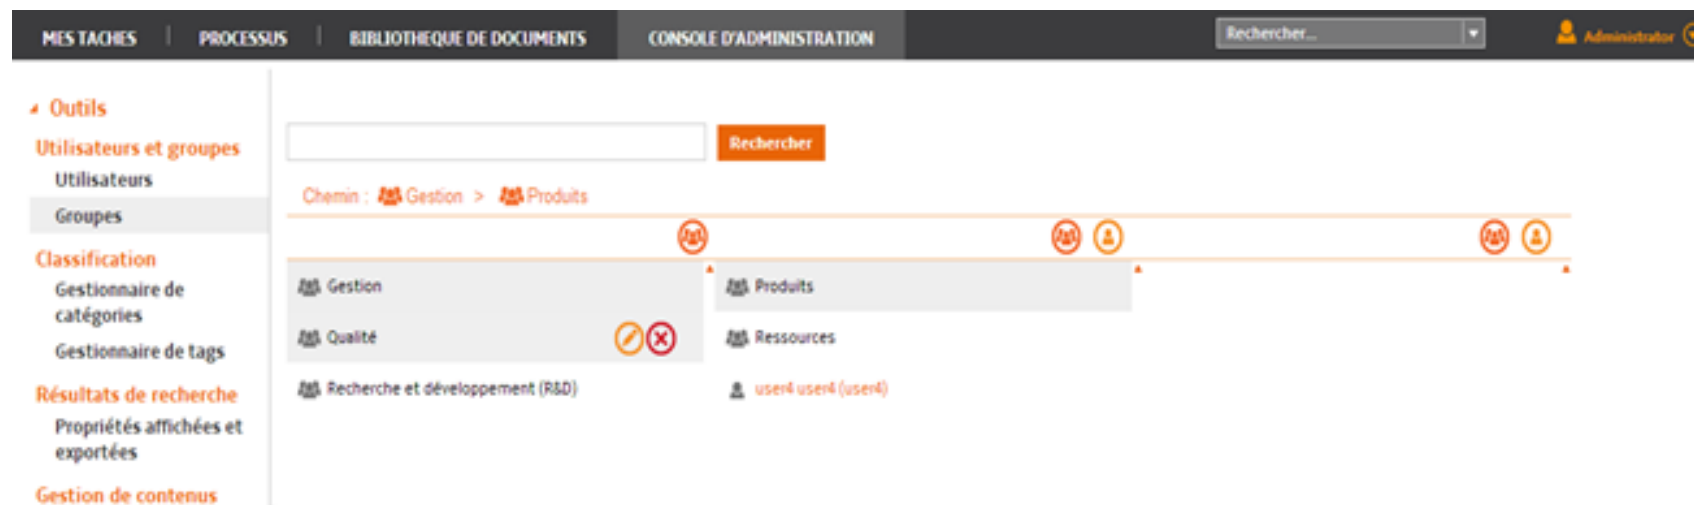 MES TACHES PROCESSUS BIBLIOTHEQUE DE DOCUMENTS CONSOLE D'ADMINISTRATION Rechercher... Administrator
Outils
Utilisateurs et groupes
Utilisateurs
Groupes
Classification
Gestionnaire de
catégories
Gestionnaire de tags
Résultats de recherche
Propriétés affichées et
exportées
Gestion de contenus
Rechercher
Chemin : Gestion > Produits
Gestion
Qualité
Recherche et développement (R&D)
Produits
Ressources
user4 user4 (user4)